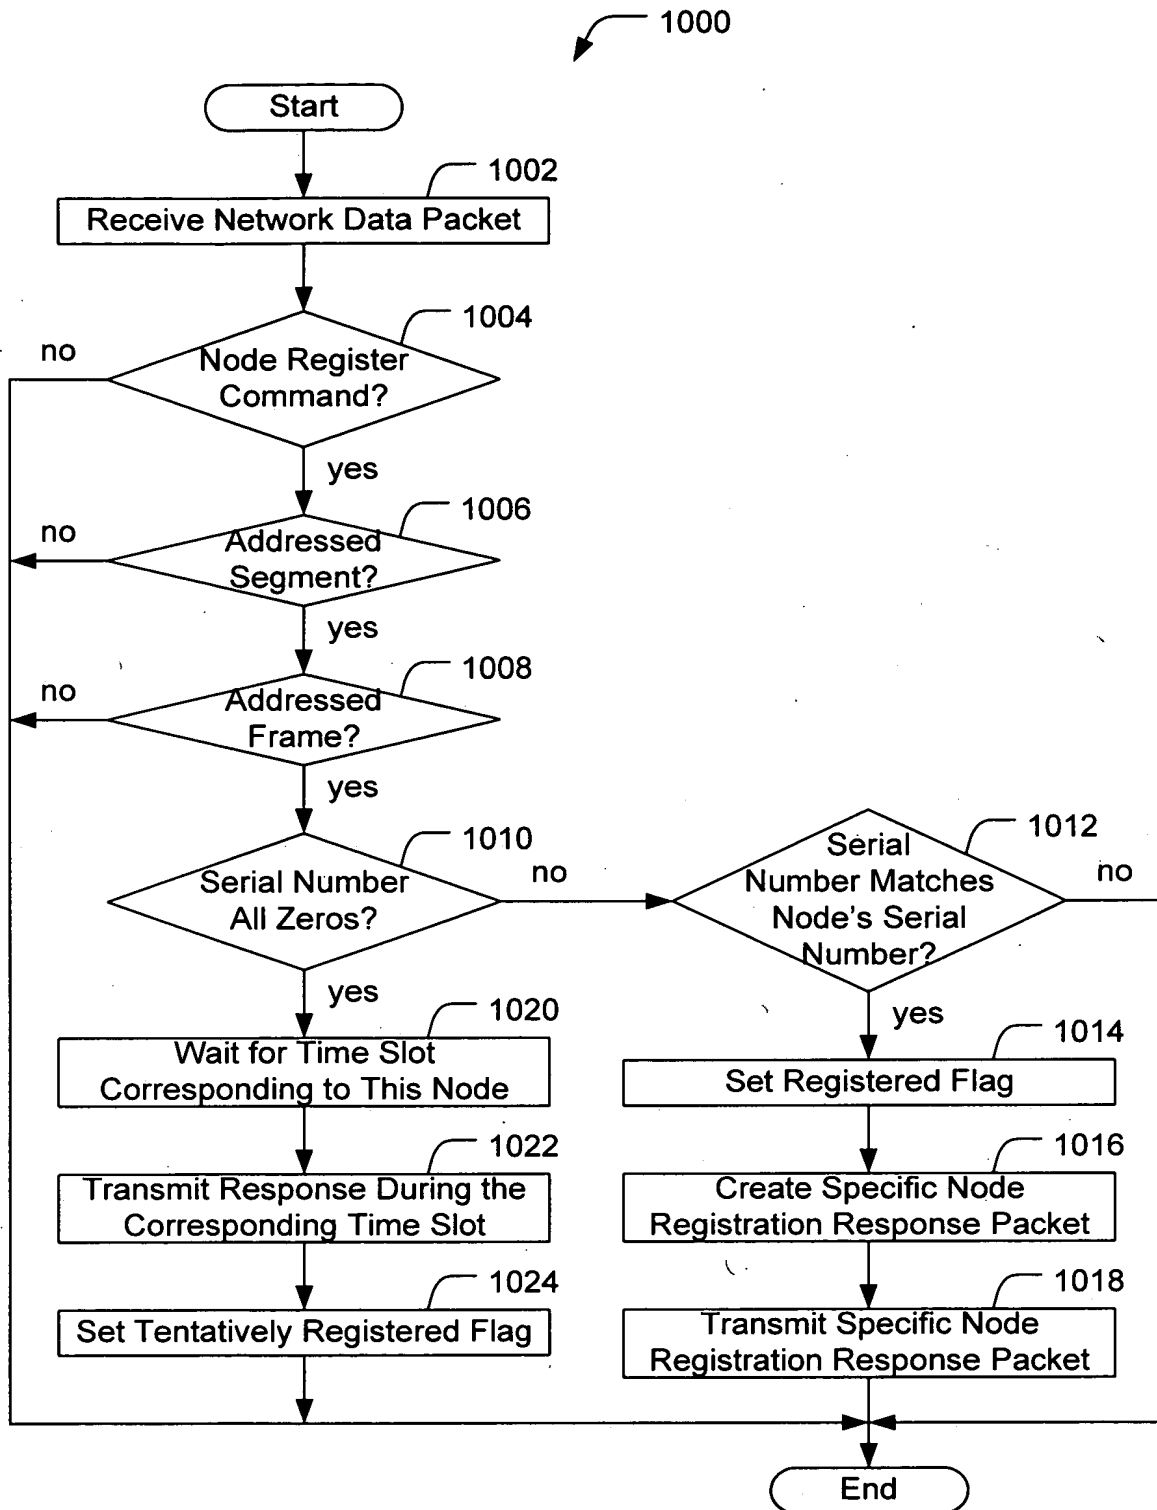 1000
Start
1002
Receive Network Data Packet
1004
no
Node Register
Command?
yes
1006
no
Addressed
Segment?
yes
1008
no
Addressed
Frame?
yes
1010
Serial Number
All Zeros?
no
1012
Serial
Number Matches
Node's Serial
Number?
no
yes
1020
Wait for Time Slot
Corresponding to This Node
yes
1014
Set Registered Flag
1022
Transmit Response During the
Corresponding Time Slot
1016
Create Specific Node
Registration Response Packet
1024
Set Tentatively Registered Flag
1018
Transmit Specific Node
Registration Response Packet
End